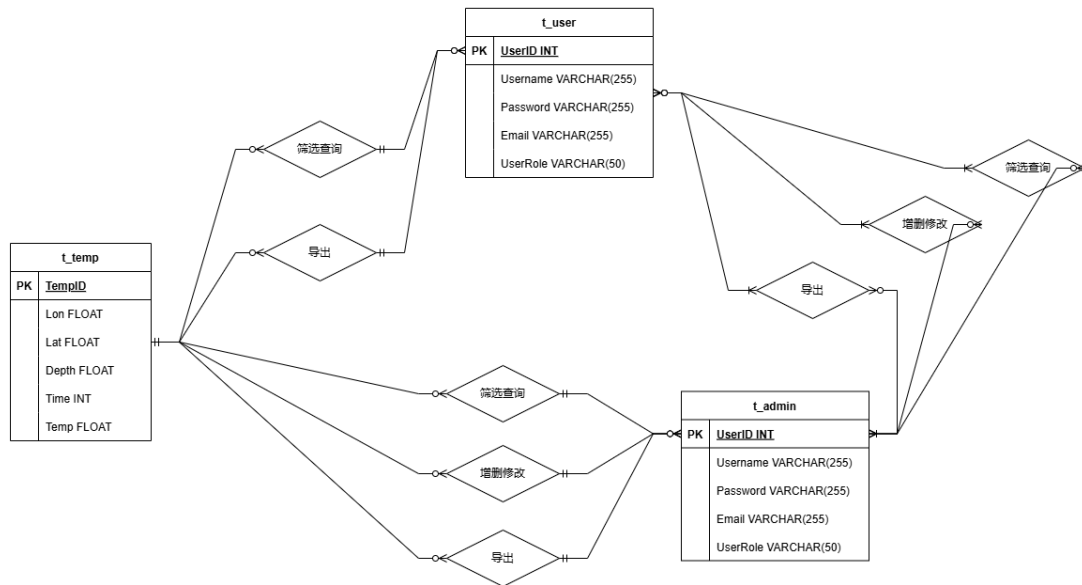 t_user
PK UserID INT
Username VARCHAR(255)
Password VARCHAR(255)
Email VARCHAR(255)
UserRole VARCHAR(50)
筛选查询
筛选查询
增删修改
导出
导出
t_temp
PK TempID
Lon FLOAT
Lat FLOAT
Depth FLOAT
Time INT
Temp FLOAT
筛选查询
增删修改
导出
t_admin
PK UserID INT
Username VARCHAR(255)
Password VARCHAR(255)
Email VARCHAR(255)
UserRole VARCHAR(50)